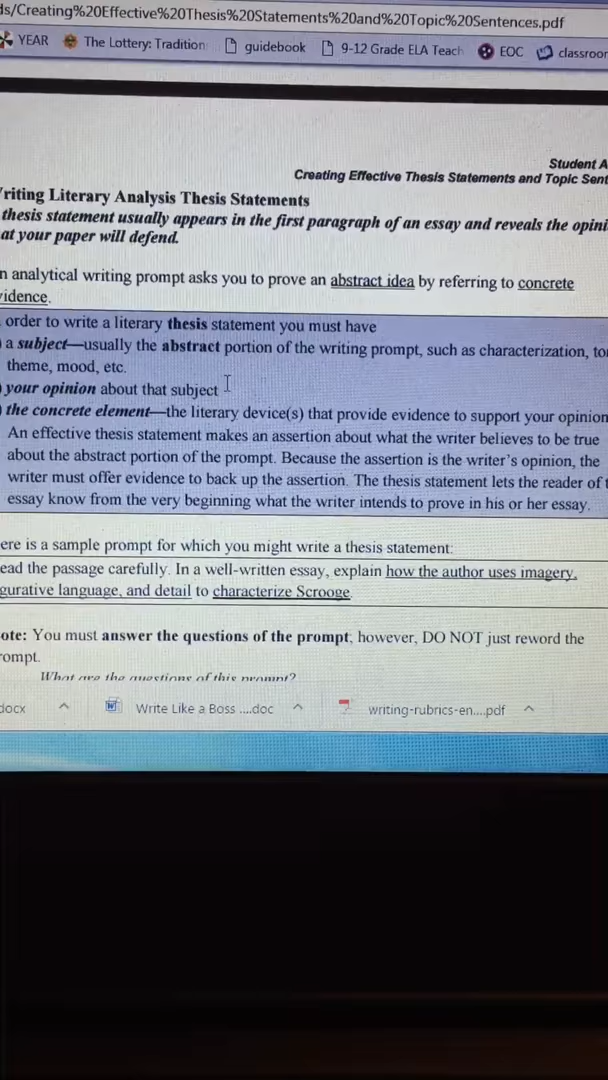 ds/Creating%20Effective%20Thesis%20Statements%20and%20Topic%20Sentences.pdf
YEAR The Lottery: Tradition guidebook 9-12 Grade ELA Teach EOC classroor
Student A
Creating Effective Thesis Statements and Topic Sent
riting Literary Analysis Thesis Statements
thesis statement usually appears in the first paragraph of an essay and reveals the opini
at your paper will defend.
n analytical writing prompt asks you to prove an abstract idea by referring to concrete
idence.
order to write a literary thesis statement you must have
) a subject—usually the abstract portion of the writing prompt, such as characterization, to
theme, mood, etc.
) your opinion about that subject
) the concrete element—the literary device(s) that provide evidence to support your opinion
An effective thesis statement makes an assertion about what the writer believes to be true
about the abstract portion of the prompt. Because the assertion is the writer's opinion, the
writer must offer evidence to back up the assertion. The thesis statement lets the reader of t
essay know from the very beginning what the writer intends to prove in his or her essay.
ere is a sample prompt for which you might write a thesis statement:
ead the passage carefully. In a well-written essay, explain how the author uses imagery,
gurative language, and detail to characterize Scrooge.
ote: You must answer the questions of the prompt; however, DO NOT just reword the
rompt.
What are the questions of this prompt?
docx Write Like a Boss ....doc writing-rubrics-en....pdf